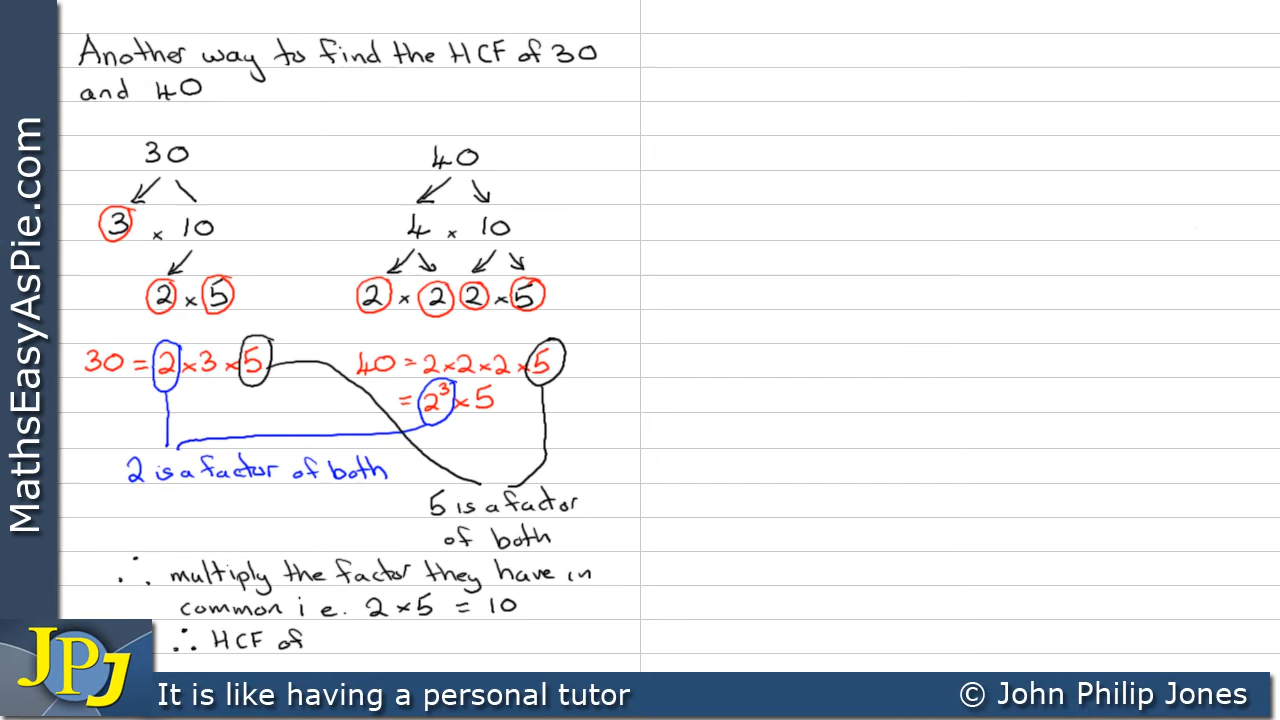 Another way to find the HCF of 30
and 40
30 40
3 × 10 4 × 10
2 × 5 2 × 2 2 × 5
30 = 2 × 3 × 5 40 = 2 × 2 × 2 × 5
= 2³ × 5
2 is a factor of both
5 is a factor
of both
∴ multiply the factor they have in
common i e. 2 × 5 = 10
∴ HCF of
MathsEasyAsPie.com
JPJ
It is like having a personal tutor
© John Philip Jones